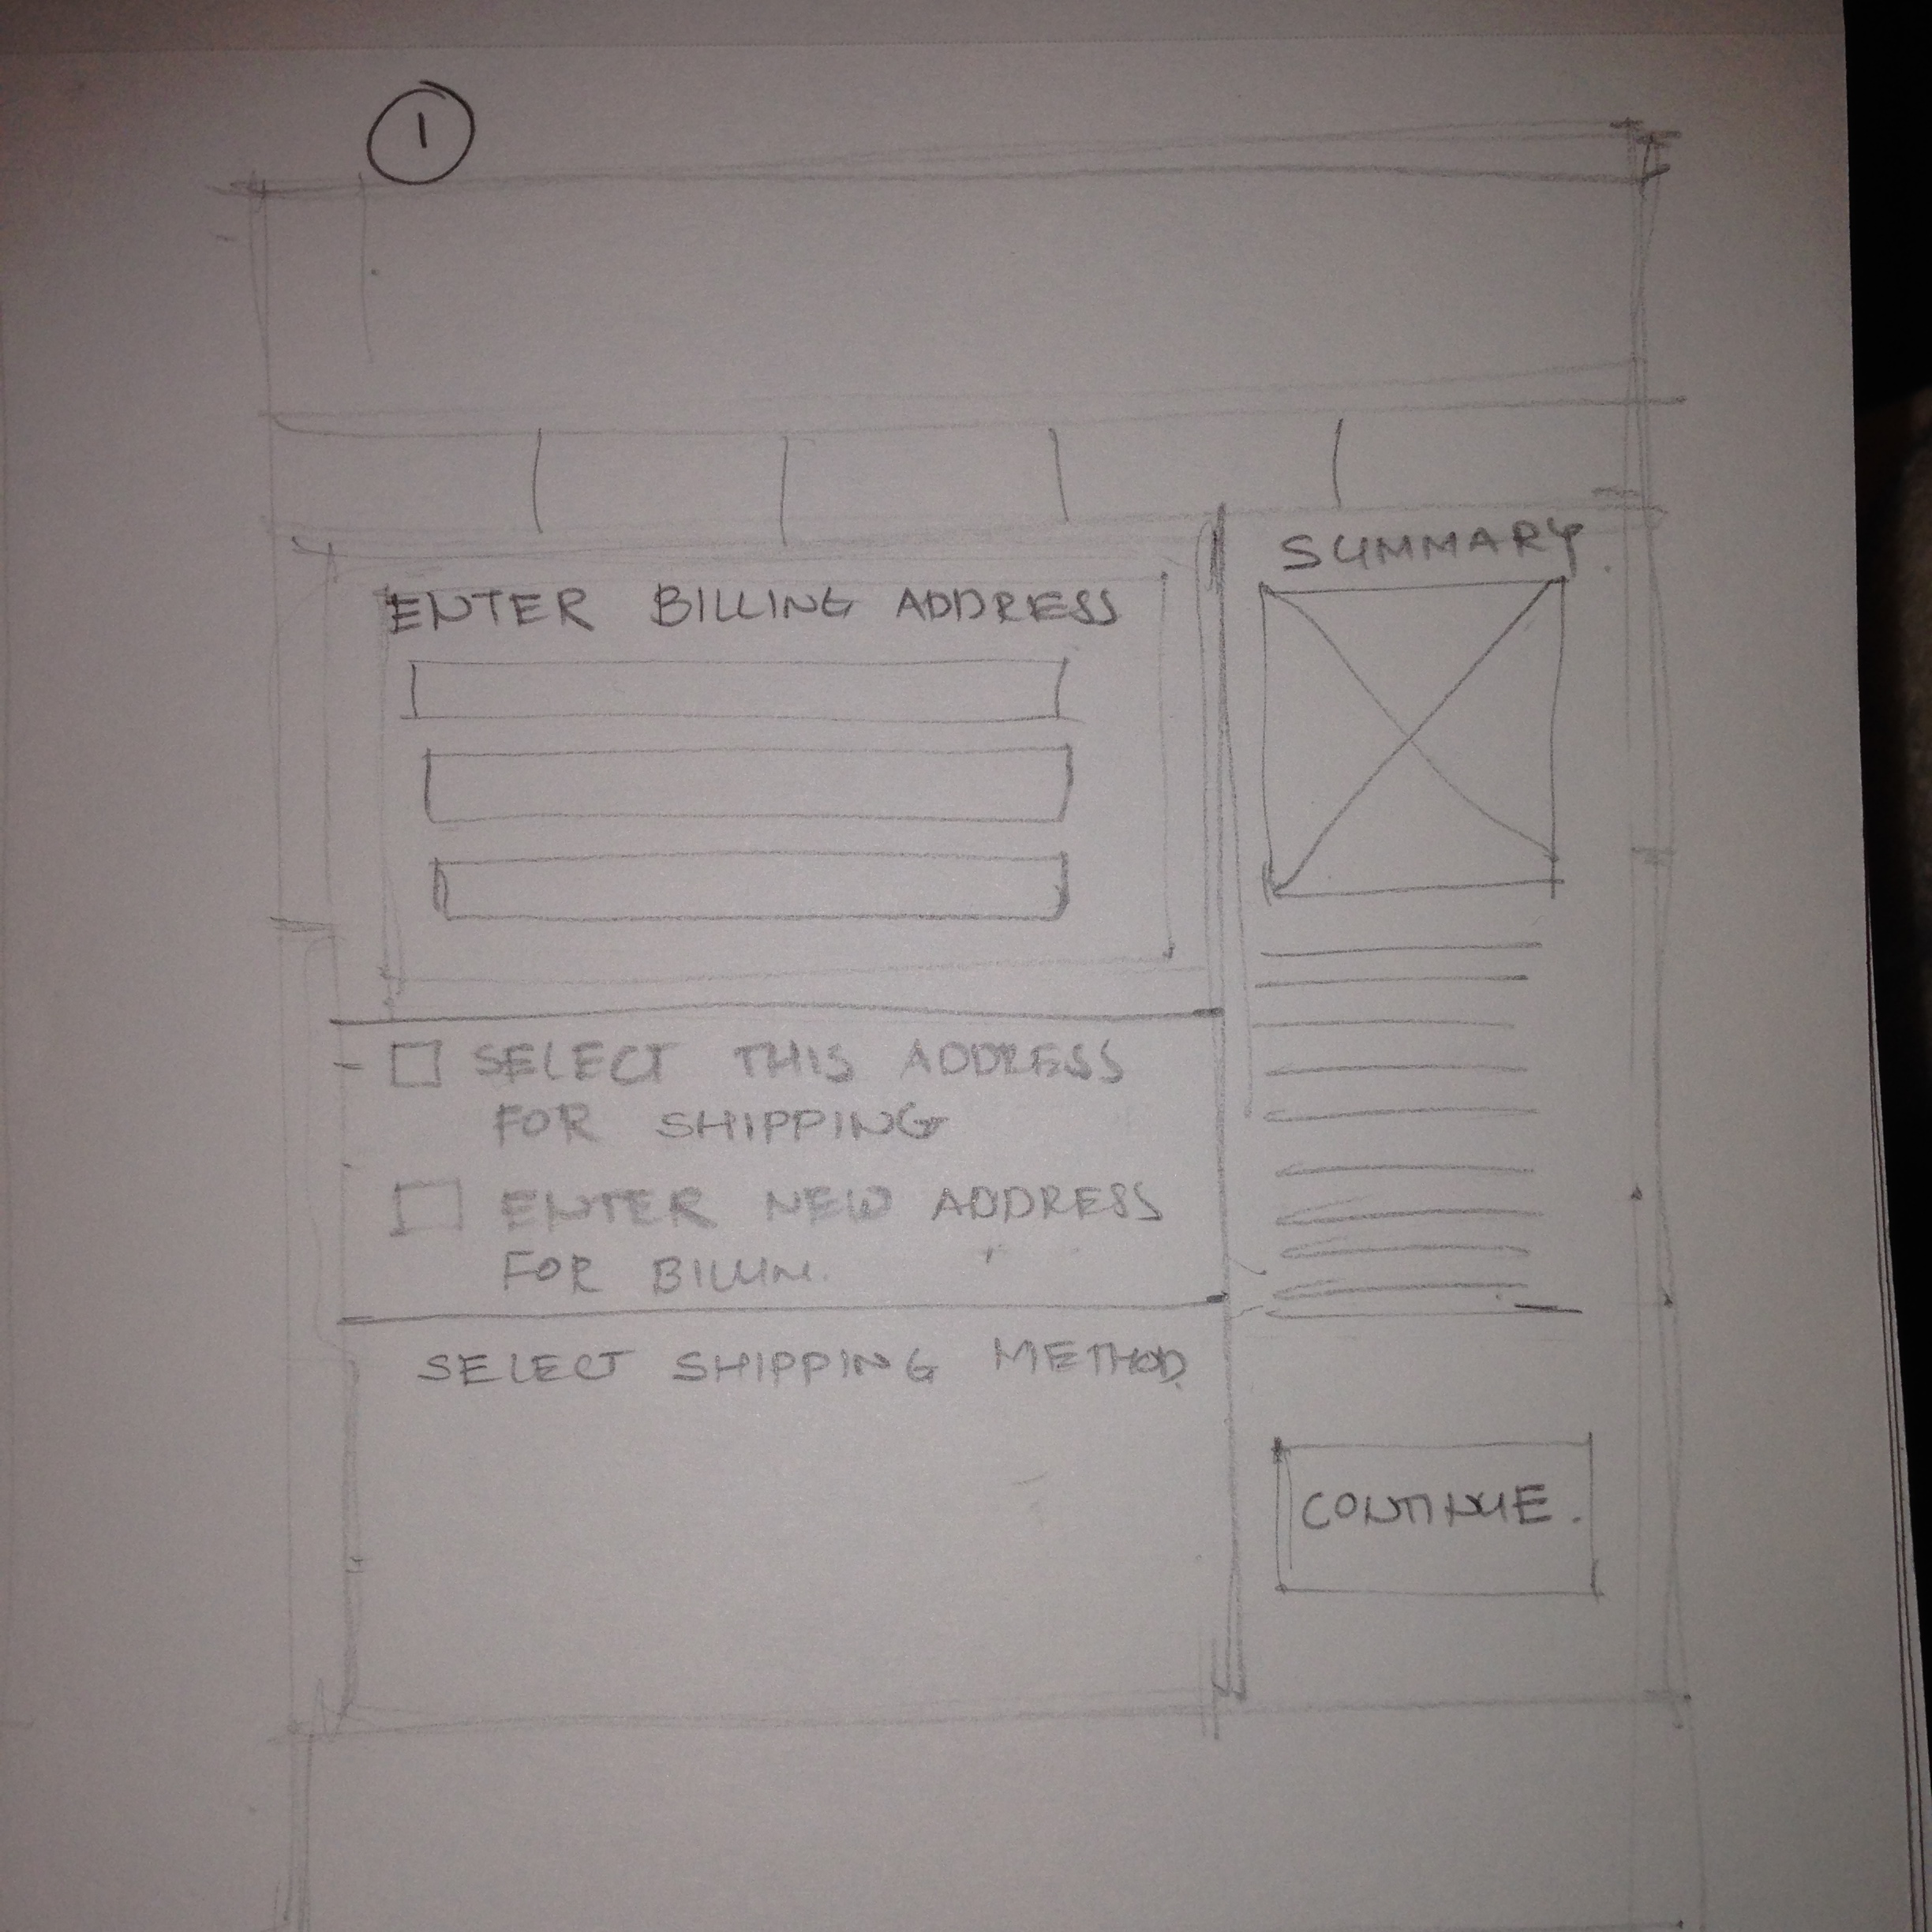 1
ENTER BILLING ADDRESS
SELECT THIS ADDRESS
FOR SHIPPING
ENTER NEW ADDRESS
FOR BILLIN.
SELECT SHIPPING METHOD
SUMMARY
CONTINUE.